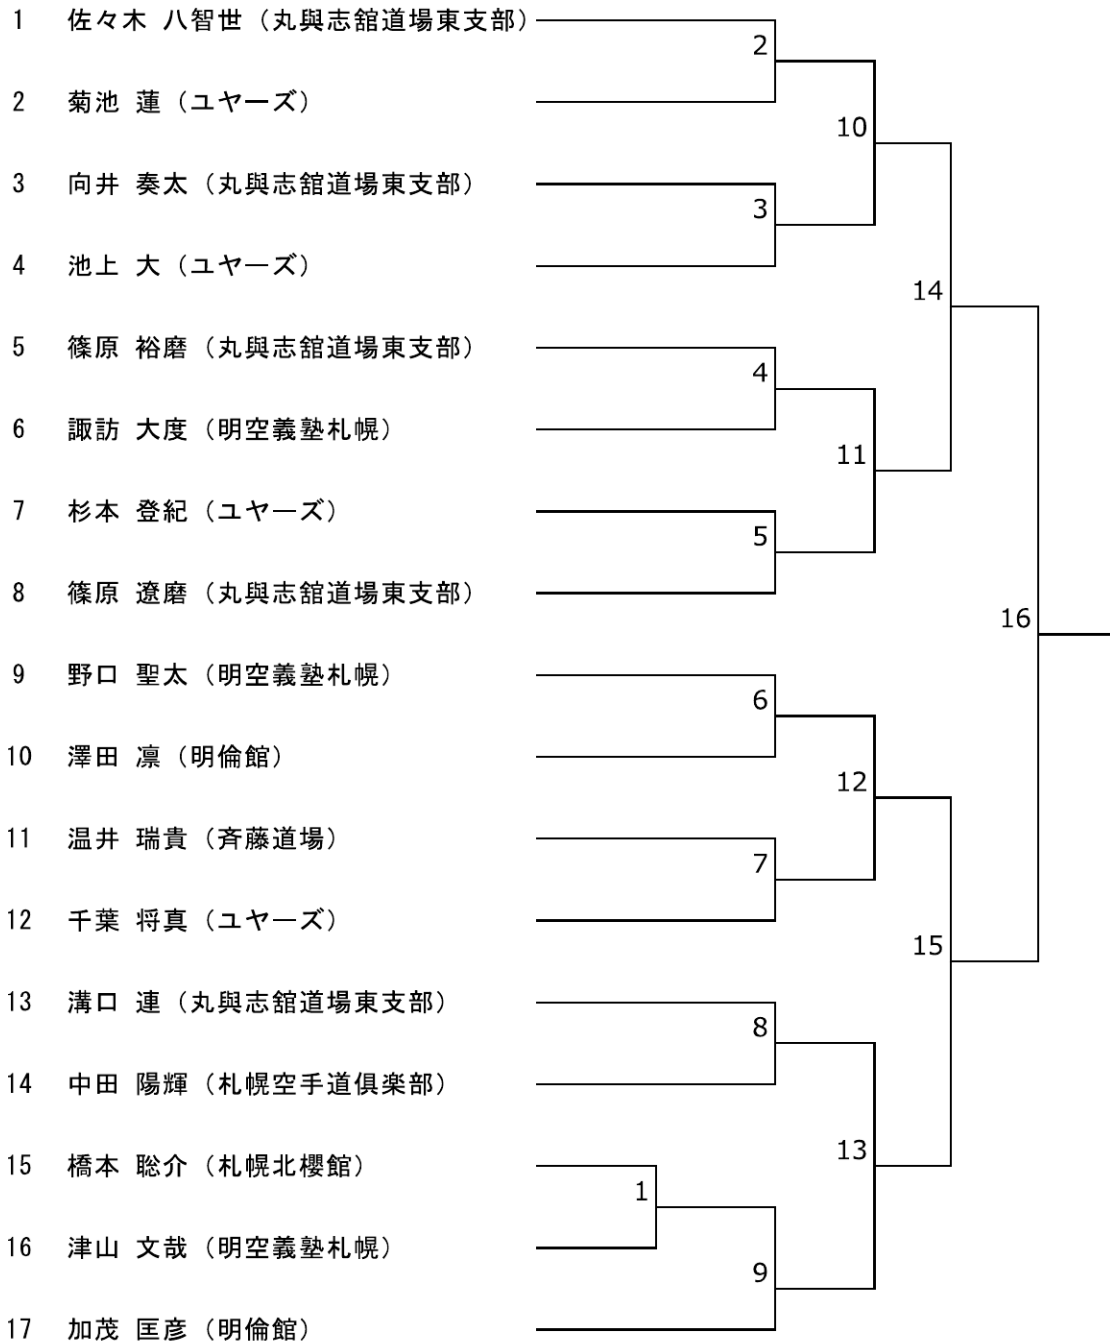 1 佐々木 八智世（丸與志舘道場東支部）
2
2 菊池 蓮（ユヤーズ）
10
3 向井 奏太（丸與志舘道場東支部）
3
4 池上 大（ユヤーズ）
14
5 篠原 裕磨（丸與志舘道場東支部）
4
6 諏訪 大度（明空義塾札幌）
11
7 杉本 登紀（ユヤーズ）
5
8 篠原 遼磨（丸與志舘道場東支部）
16
9 野口 聖太（明空義塾札幌）
6
10 澤田 凛（明倫館）
12
11 温井 瑞貴（斉藤道場）
7
12 千葉 将真（ユヤーズ）
15
13 溝口 連（丸與志舘道場東支部）
8
14 中田 陽輝（札幌空手道倶楽部）
13
15 橋本 聡介（札幌北櫻館）
1
16 津山 文哉（明空義塾札幌）
9
17 加茂 匡彦（明倫館）